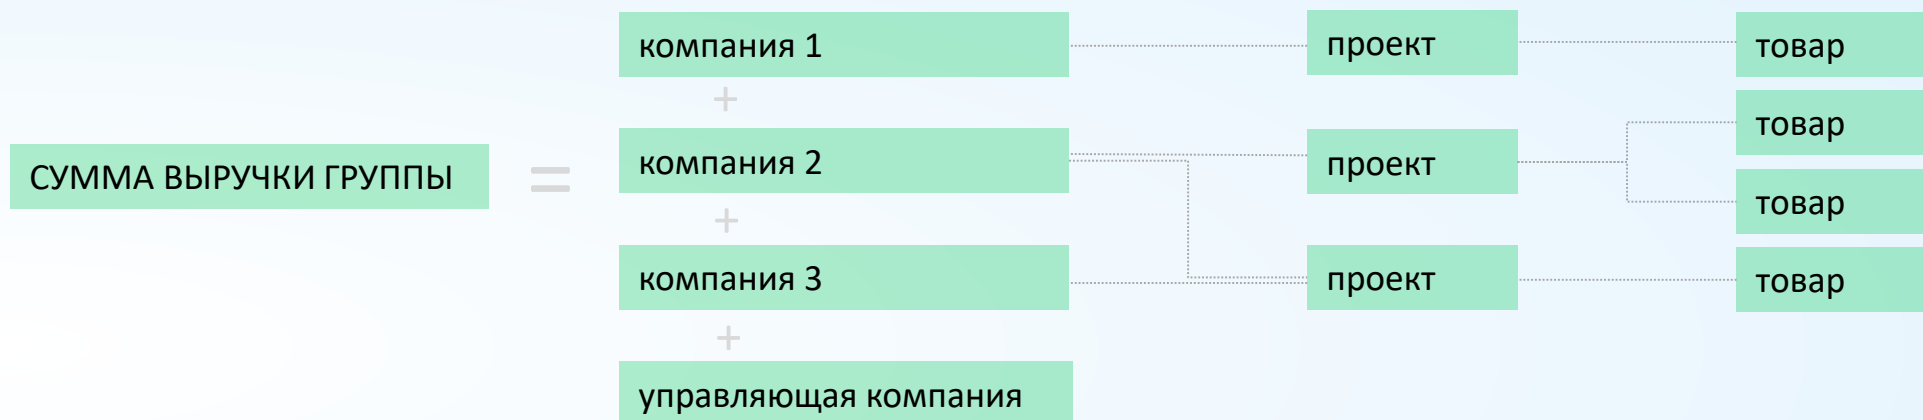 компания 1
проект
товар
+
товар
СУММА ВЫРУЧКИ ГРУППЫ
=
компания 2
проект
товар
+
компания 3
проект
товар
+
управляющая компания